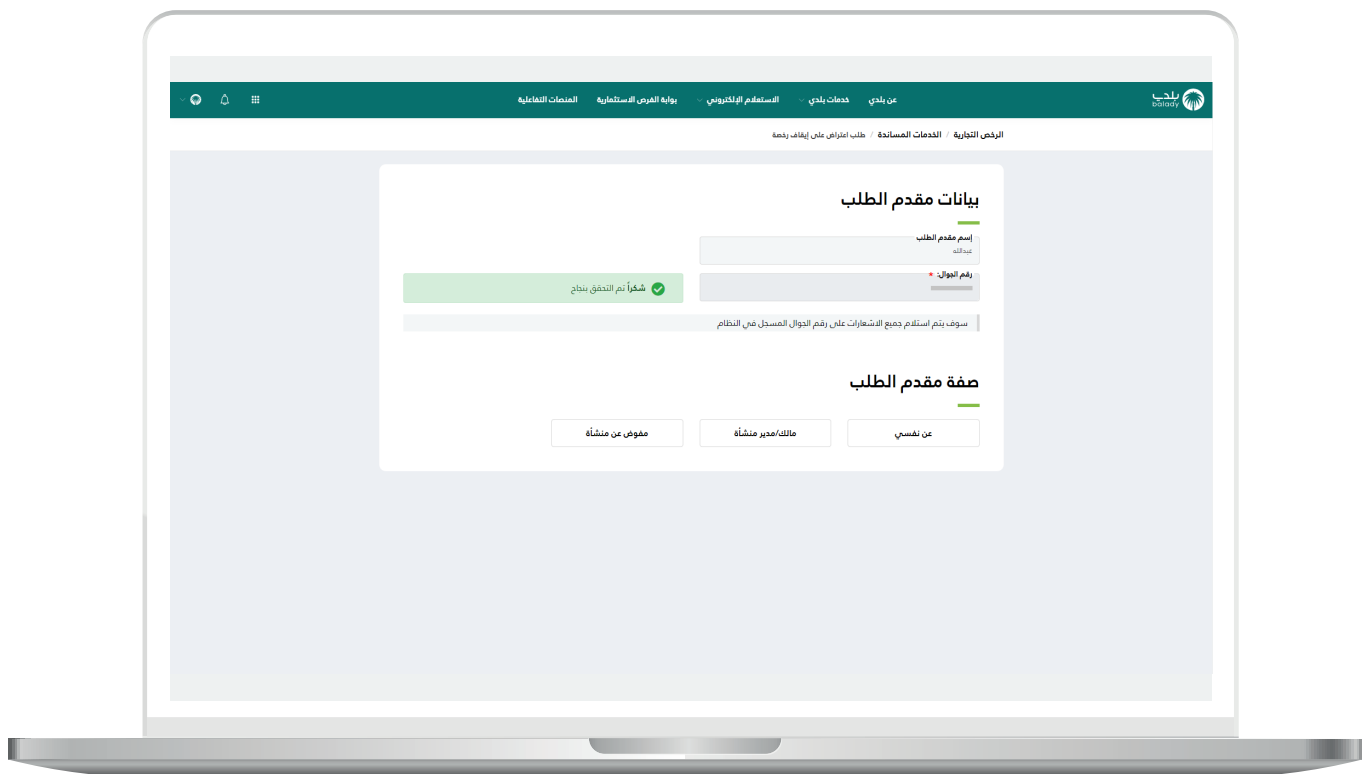 بلدي
balady
عن بلدي
خدمات بلدي
الاستعلام الإلكتروني
بوابة الفرص الاستثمارية
المنصات التفاعلية
الرخص التجارية / الخدمات المساندة / طلب اعتراض على إيقاف رخصة
بيانات مقدم الطلب
إسم مقدم الطلب
عبدالله
رقم الجوال: *
شكراً تم التحقق بنجاح
سوف يتم استلام جميع الاشعارات على رقم الجوال المسجل في النظام
صفة مقدم الطلب
عن نفسي
مالك/مدير منشأة
مفوض عن منشأة